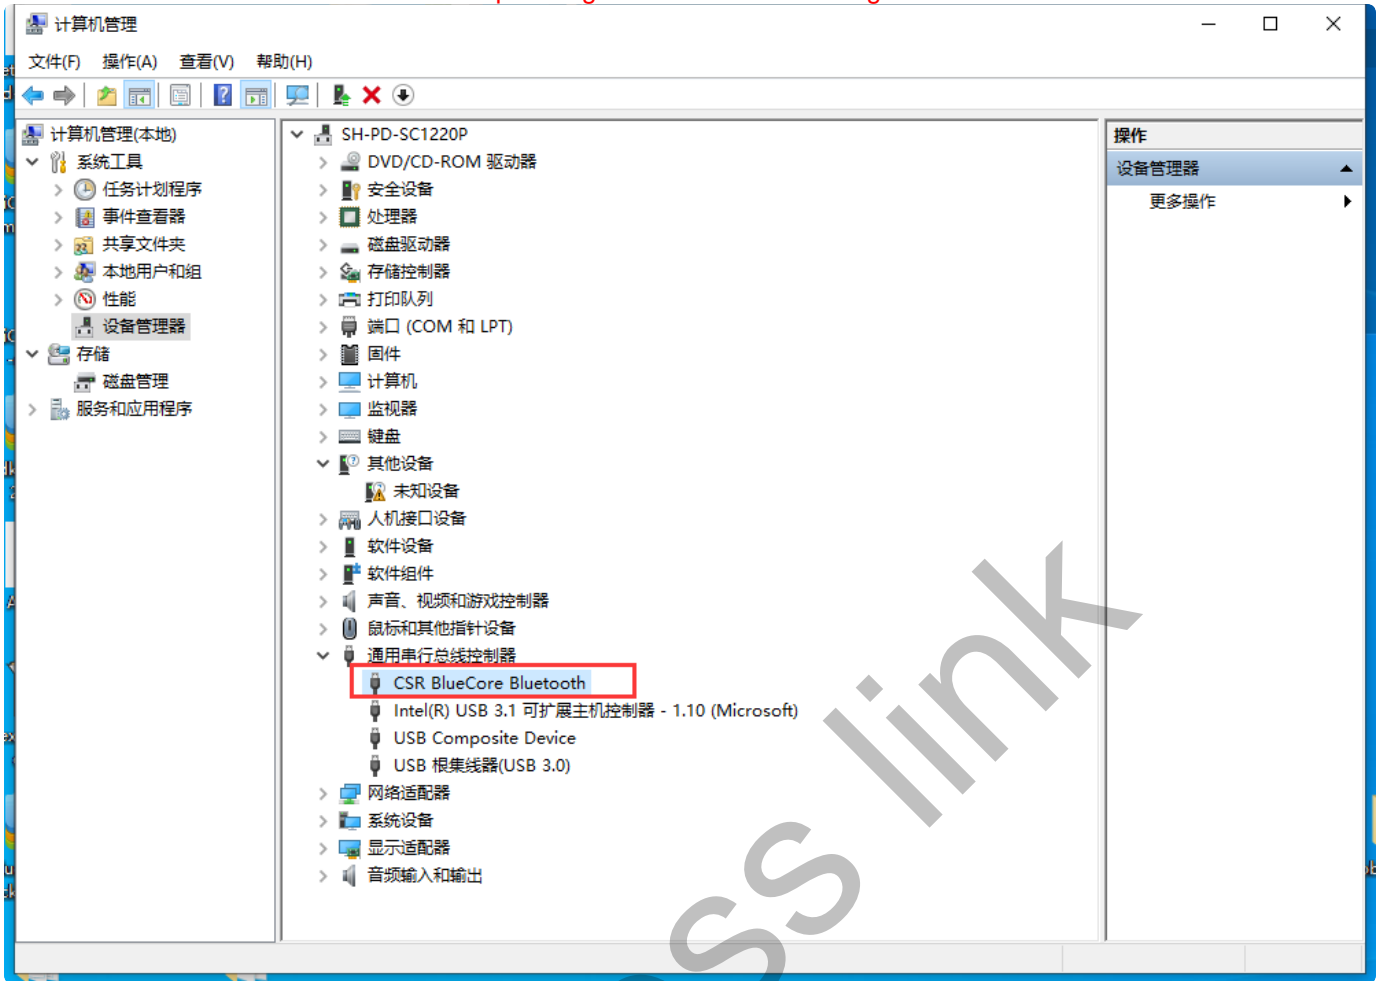 计算机管理
文件(F) 操作(A) 查看(V) 帮助(H)
计算机管理(本地)
系统工具
任务计划程序
事件查看器
共享文件夹
本地用户和组
性能
设备管理器
存储
磁盘管理
服务和应用程序
SH-PD-SC1220P
DVD/CD-ROM 驱动器
安全设备
处理器
磁盘驱动器
存储控制器
打印队列
端口 (COM 和 LPT)
固件
计算机
监视器
键盘
其他设备
未知设备
人机接口设备
软件设备
软件组件
声音、视频和游戏控制器
鼠标和其他指针设备
通用串行总线控制器
CSR BlueCore Bluetooth
Intel(R) USB 3.1 可扩展主机控制器 - 1.10 (Microsoft)
USB Composite Device
USB 根集线器(USB 3.0)
网络适配器
系统设备
显示适配器
音频输入和输出
操作
设备管理器
更多操作
link